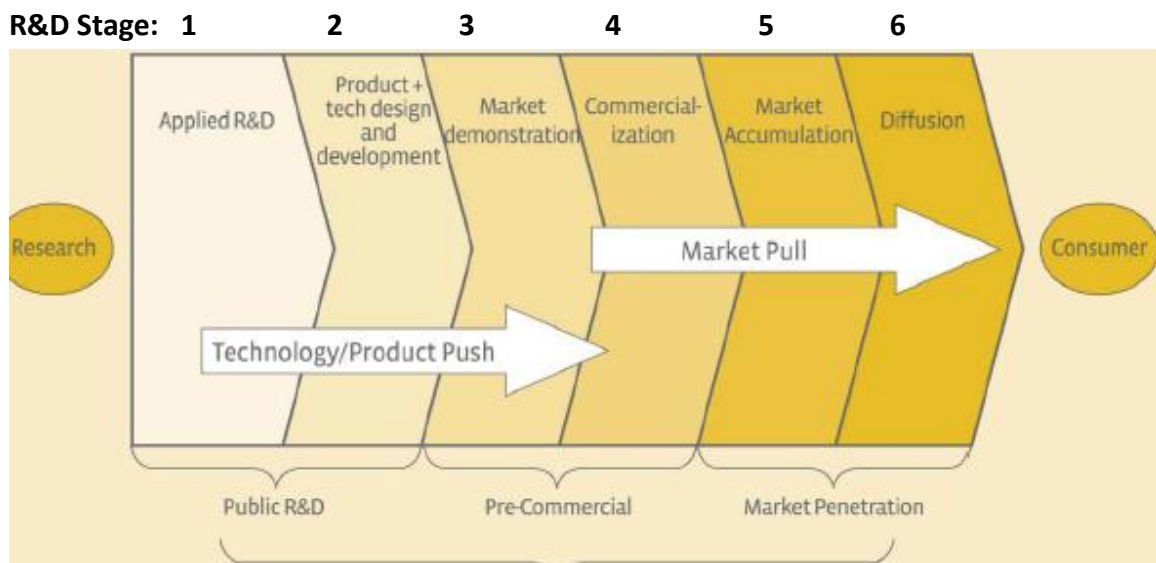 R&D Stage: 1 2 3 4 5 6
Applied R&D
Product +
tech design
and
development
Market
demonstration
Commercial-
ization
Market
Accumulation
Diffusion
Research
Market Pull
Consumer
Technology/Product Push
Public R&D
Pre-Commercial
Market Penetration